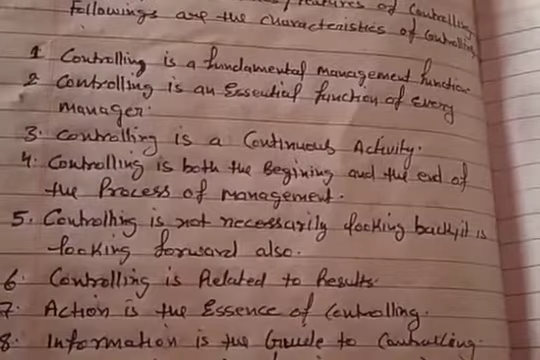 Features of Controlling
Followings are the characteristics of controlling
1 Controlling is a fundamental management function
2 Controlling is an Essential function of every
manager.
3. Controlling is a Continuous Activity.
4. Controlling is both the Begining and the end of
the Process of management.
5. Controlling is not necessarily looking back, it is
looking forward also.
6. Controlling is Related to Results.
7. Action is the Essence of Controlling.
8. Information is the Guide to Controlling.